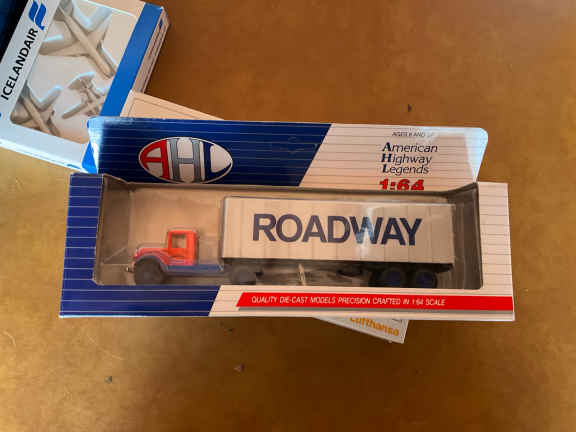 ICELANDAIR
AHL
AGES 8 AND UP
American
Highway
Legends
1:64
ROADWAY
QUALITY DIE-CAST MODELS PRECISION CRAFTED IN 1:64 SCALE
Lufthansa